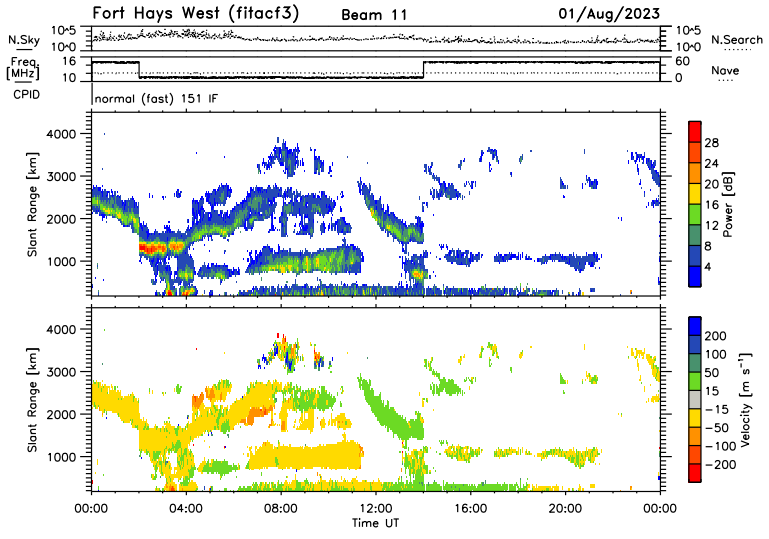 Fort Hays West (fitacf3) Beam 11 01/Aug/2023
N.Sky 10^5 10^0 10^5 10^0 N.Search
Freq. [MHz] 16 10 60 0 Nave
CPID normal (fast) 151 IF
Slant Range [km] 4000 3000 2000 1000
28 24 20 16 12 8 4 Power [dB]
Slant Range [km] 4000 3000 2000 1000
200 100 50 15 −15 −50 −100 −200 Velocity [m s⁻¹]
00:00 04:00 08:00 12:00 16:00 20:00 00:00
Time UT